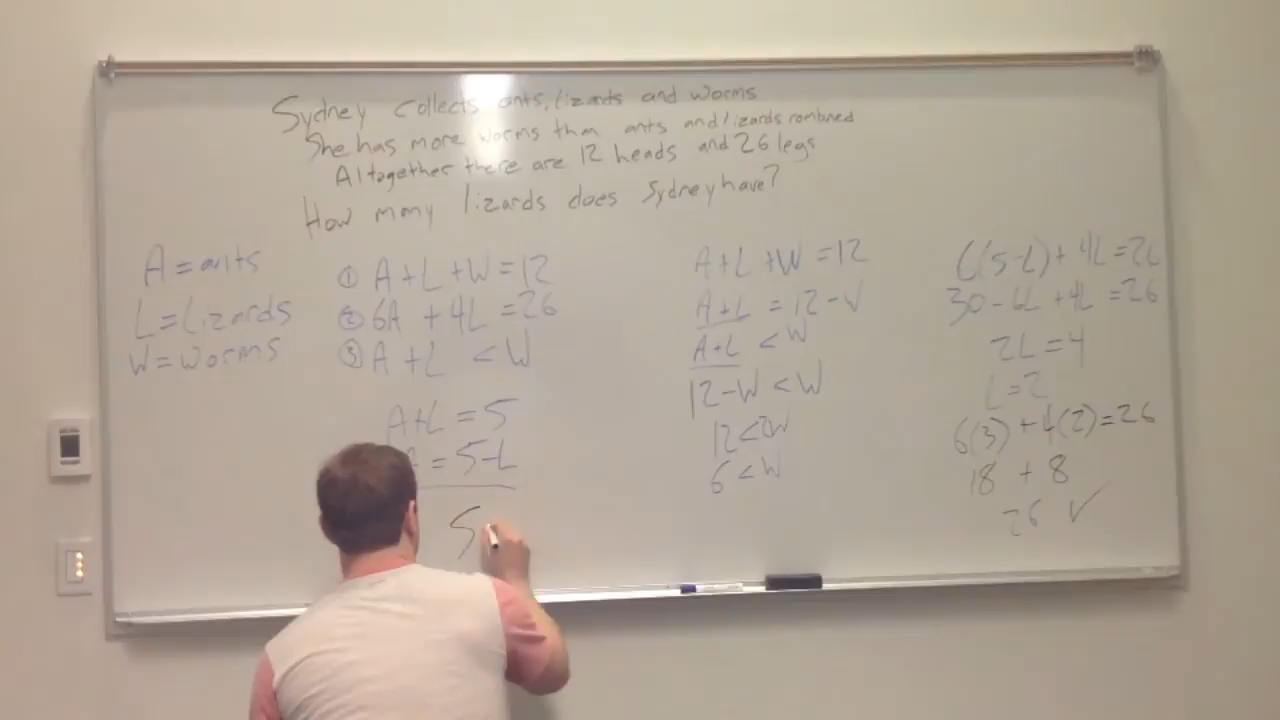 Sydney collects ants, lizards and worms
She has more worms than ants and lizards combined
Altogether there are 12 heads and 26 legs
How many lizards does Sydney have?
A = ants
L = Lizards
W = worms
① A + L + W = 12
② 6A + 4L = 26
③ A + L < W
A+L = 5
= 5-L
S
A+L+W = 12
A+L = 12-W
A+L < W
12-W < W
12 < 2W
6 < W
6(5-L) + 4L = 26
30 - 6L + 4L = 26
2L = 4
L = 2
6(3) + 4(2) = 26
18 + 8
26 ✓